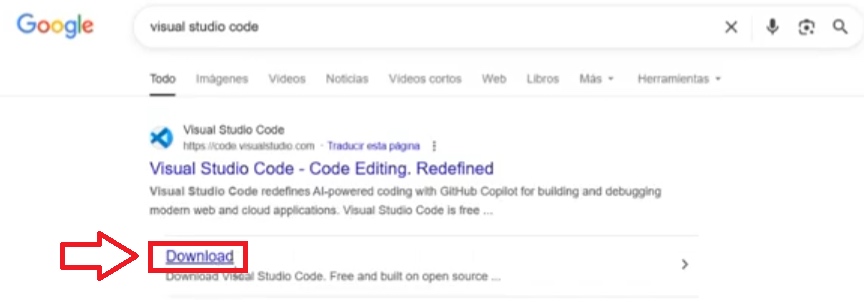 Google
visual studio code
Todo Imágenes Videos Noticias Videos cortos Web Libros Más Herramientas
Visual Studio Code
https://code.visualstudio.com · Traducir esta página
Visual Studio Code - Code Editing. Redefined
Visual Studio Code redefines AI-powered coding with GitHub Copilot for building and debugging
modern web and cloud applications. Visual Studio Code is free ...
Download
Download Visual Studio Code. Free and built on open source ...